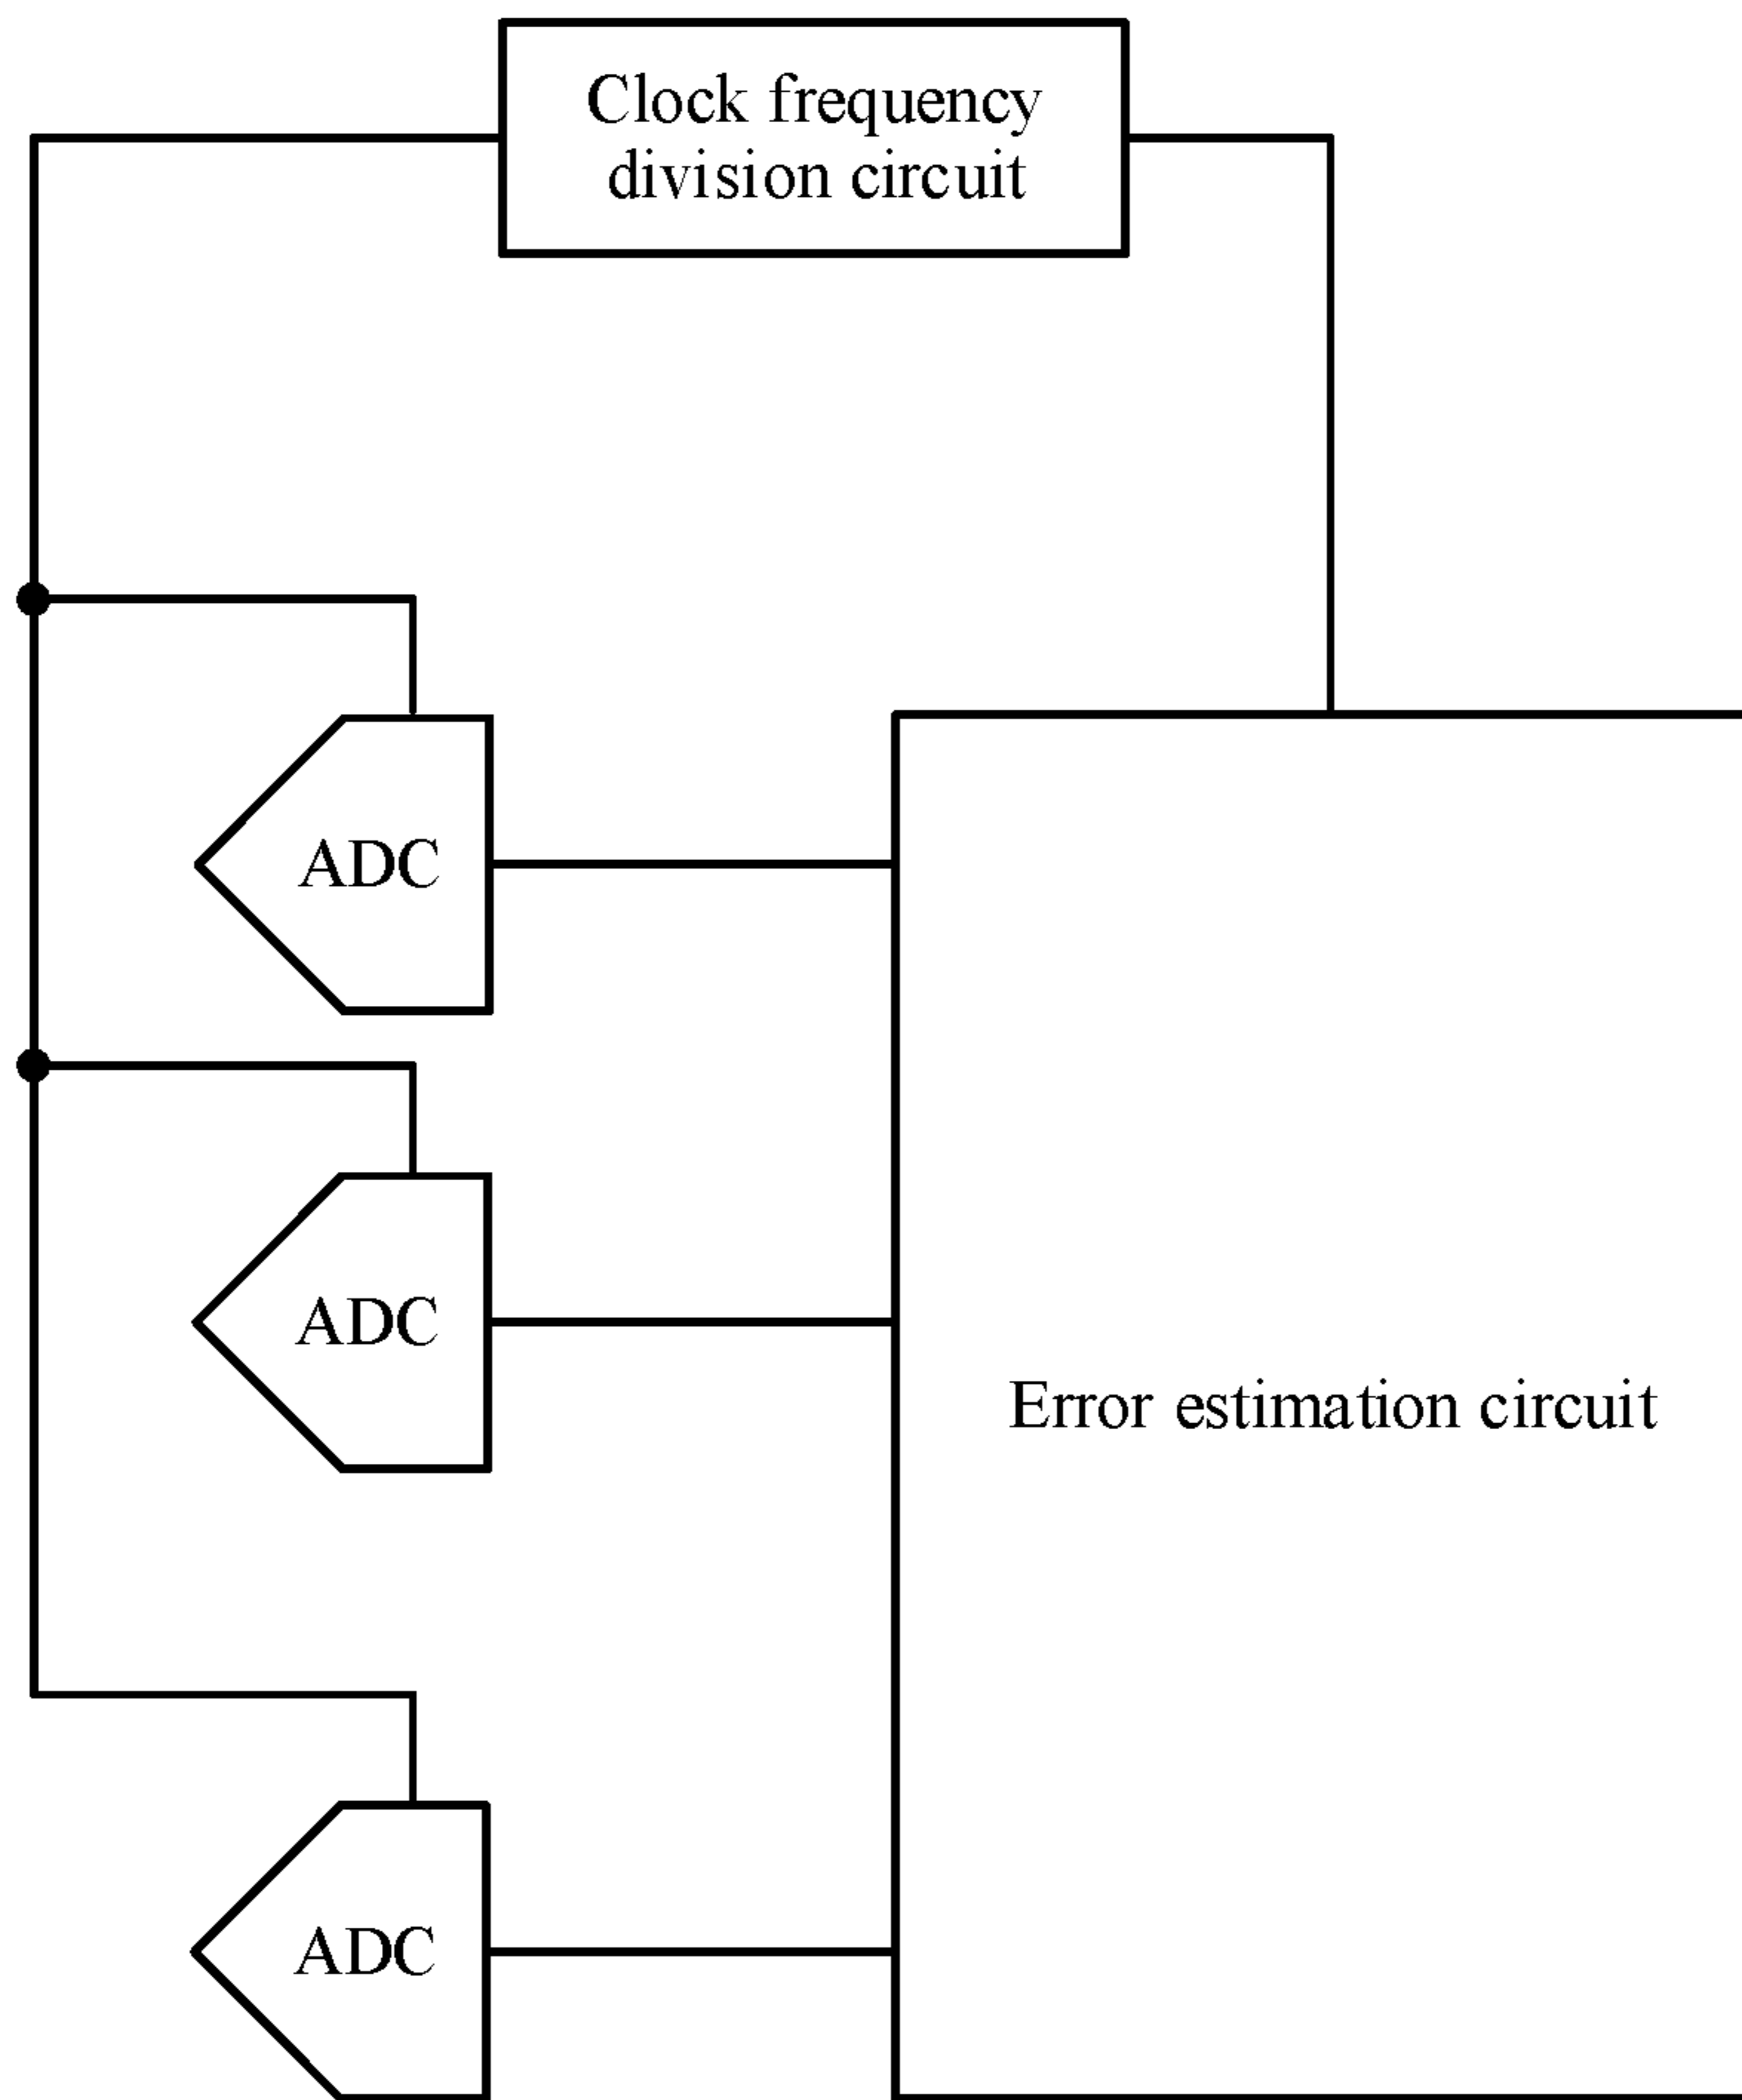 Clock frequency
division circuit
ADC
ADC
Error estimation circuit
ADC